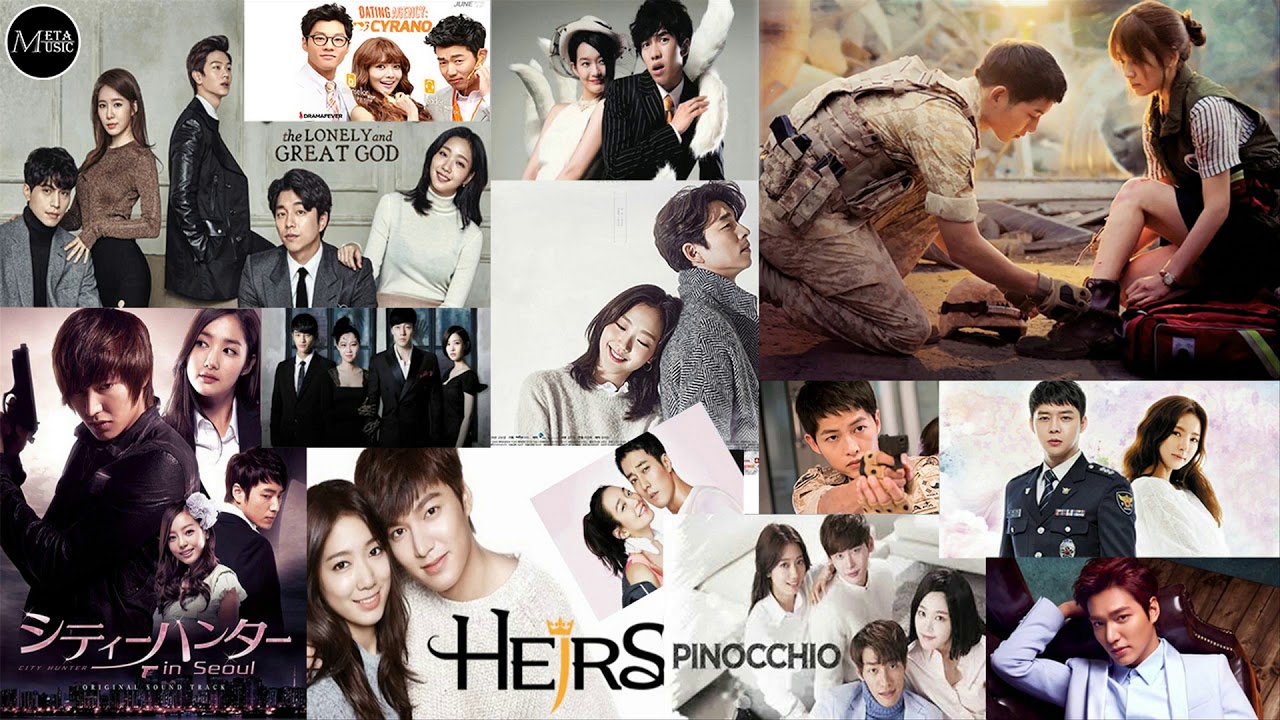 META
MUSIC
JUNE
DATING AGENCY:
CYRANO
DRAMAFEVER
the LONELY and
GREAT GOD
シティーハンター
CITY HUNTER
in Seoul
ORIGINAL SOUND TRACK
HEIRS
PINOCCHIO